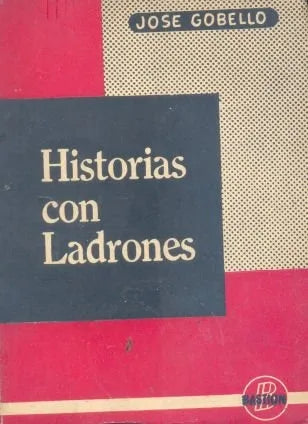 JOSE GOBELLO
Historias
con
Ladrones
B
BASTION